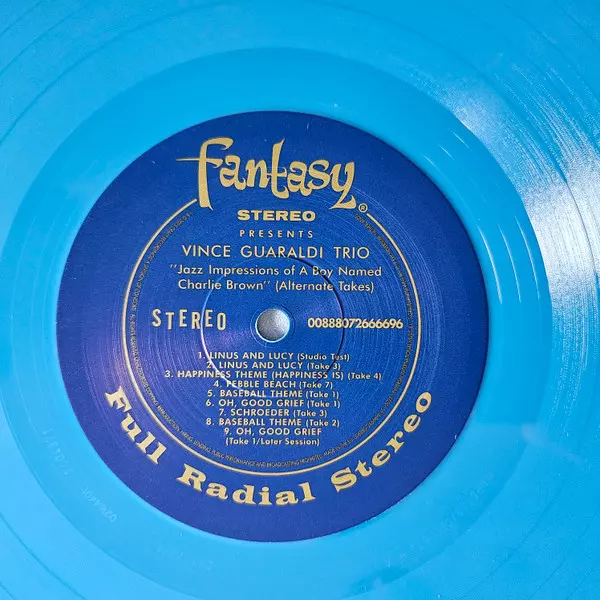 fantasy ®
STEREO
PRESENTS
VINCE GUARALDI TRIO
"Jazz Impressions of A Boy Named
Charlie Brown" (Alternate Takes)
STEREO
00888072666696
1. LINUS AND LUCY (Studio Test)
2. LINUS AND LUCY (Take 3)
3. HAPPINESS THEME (HAPPINESS IS) (Take 4)
4. PEBBLE BEACH (Take 7)
5. BASEBALL THEME (Take 1)
6. OH, GOOD GRIEF (Take 1)
7. SCHROEDER (Take 3)
8. BASEBALL THEME (Take 2)
9. OH, GOOD GRIEF
(Take 1/Later Session)
Full Radial Stereo